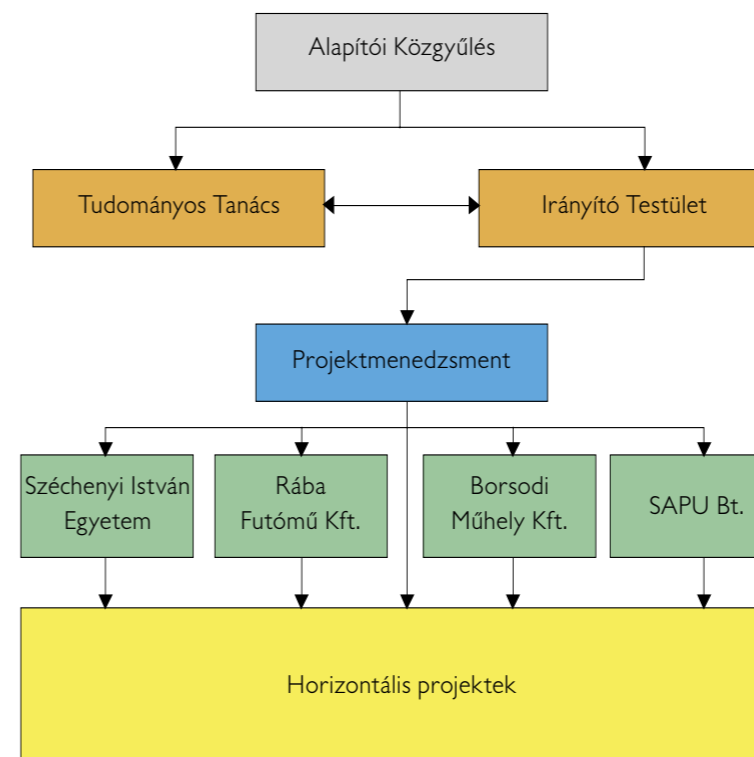 Alapítói Közgyűlés
Tudományos Tanács
Irányító Testület
Projektmenedzsment
Széchenyi István
Egyetem
Rába
Futómű Kft.
Borsodi
Műhely Kft.
SAPU Bt.
Horizontális projektek